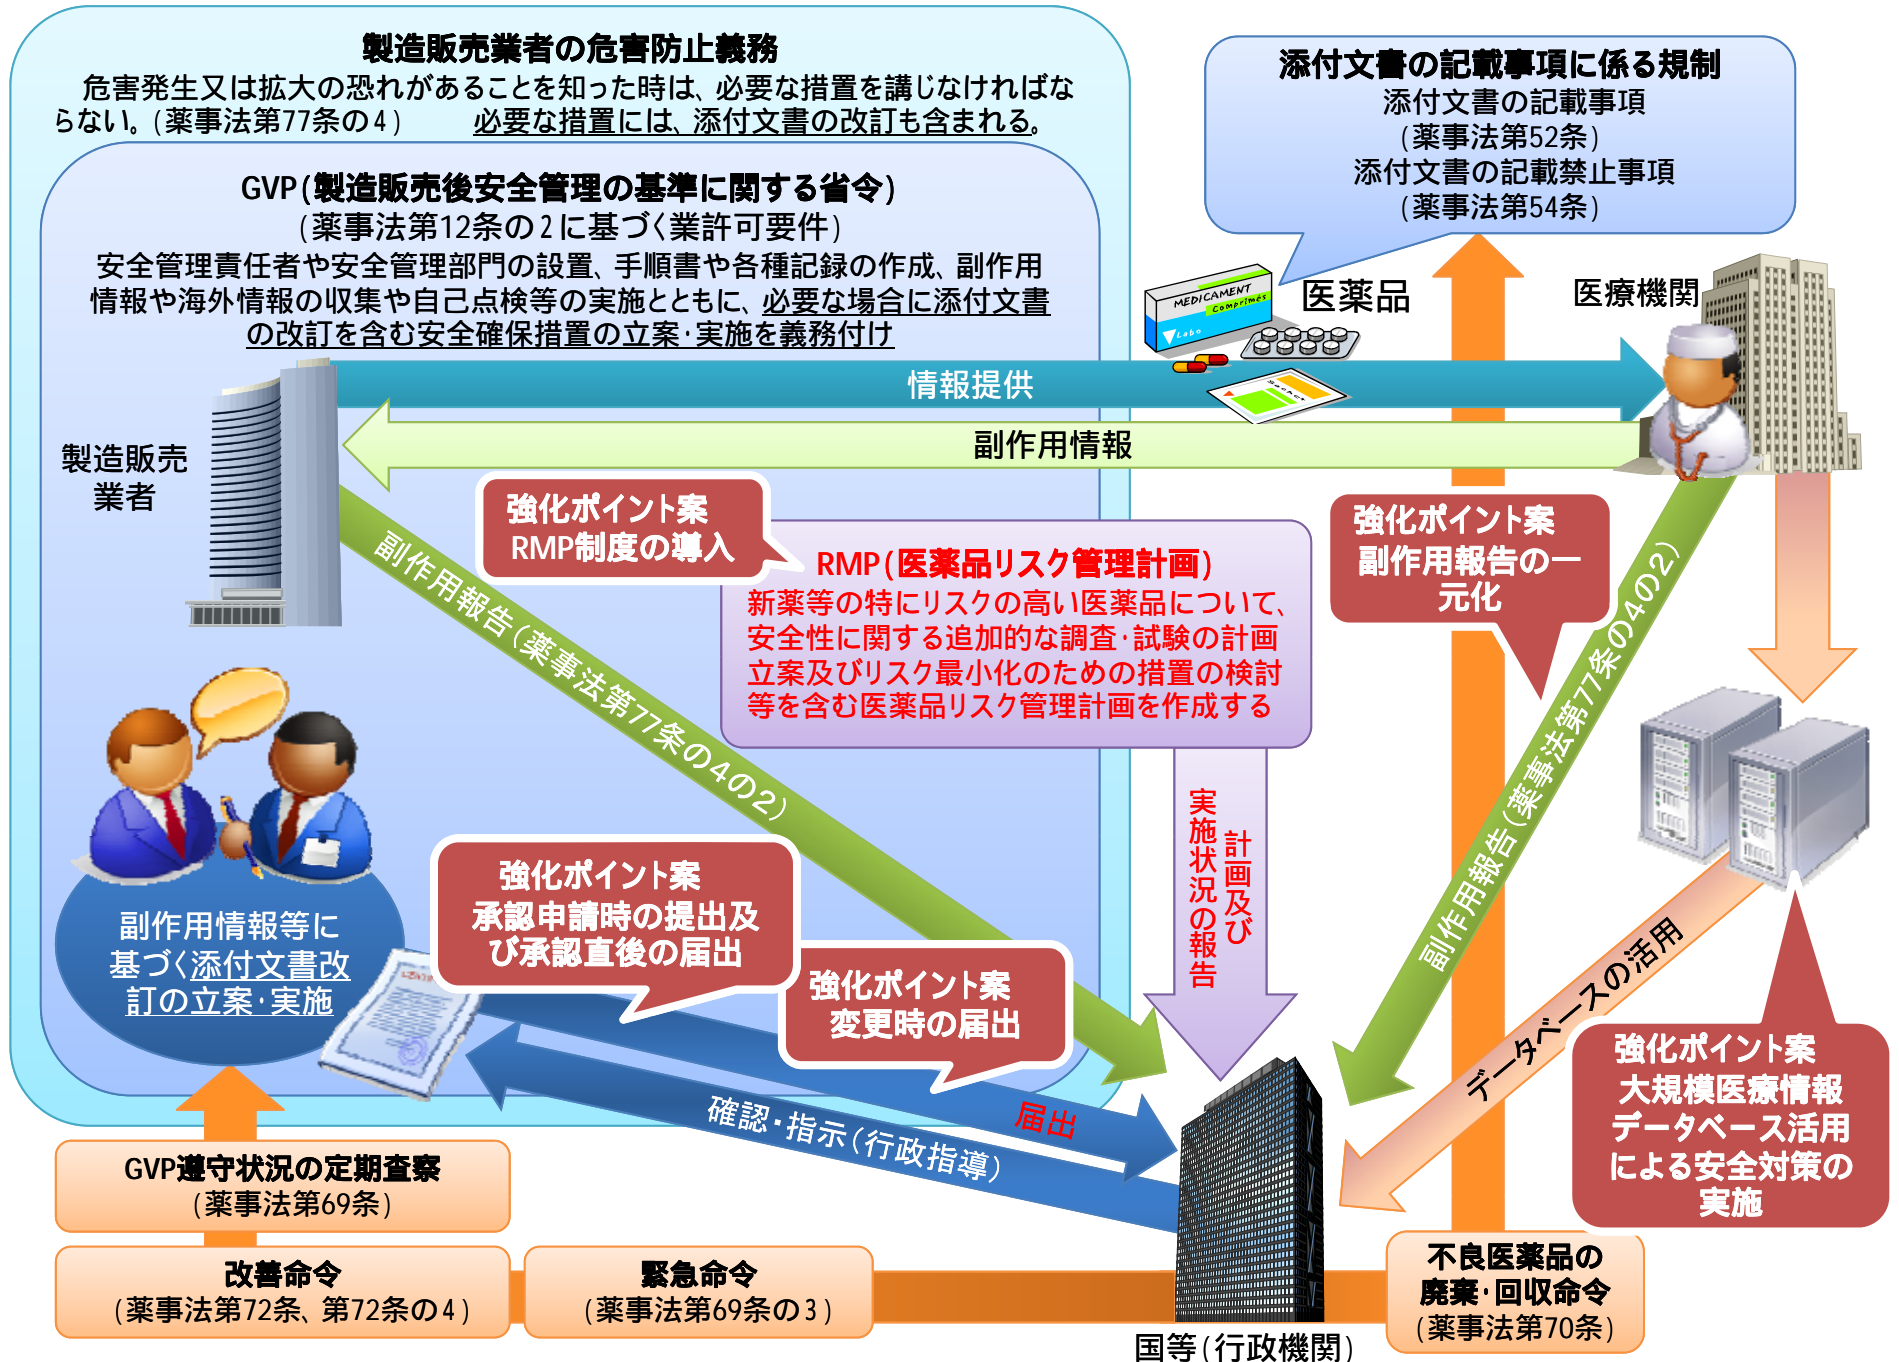 製造販売業者の危害防止義務
危害発生又は拡大の恐れがあることを知った時は、必要な措置を講じなければな
らない。(薬事法第77条の4)　必要な措置には、添付文書の改訂も含まれる。
GVP(製造販売後安全管理の基準に関する省令)
(薬事法第12条の2に基づく業許可要件)
安全管理責任者や安全管理部門の設置、手順書や各種記録の作成、副作用
情報や海外情報の収集や自己点検等の実施とともに、必要な場合に添付文書
の改訂を含む安全確保措置の立案・実施を義務付け
添付文書の記載事項に係る規制
添付文書の記載事項
(薬事法第52条)
添付文書の記載禁止事項
(薬事法第54条)
MEDICAMENT
Comprimés
Labo
Sachet
医薬品
医療機関
情報提供
副作用情報
製造販売
業者
強化ポイント案
RMP制度の導入
RMP(医薬品リスク管理計画)
新薬等の特にリスクの高い医薬品について、
安全性に関する追加的な調査・試験の計画
立案及びリスク最小化のための措置の検討
等を含む医薬品リスク管理計画を作成する
強化ポイント案
副作用報告の一
元化
副作用報告(薬事法第77条の4の2)
副作用報告(薬事法第77条の4の2)
計画及び
実施状況の報告
強化ポイント案
承認申請時の提出及
び承認直後の届出
強化ポイント案
変更時の届出
副作用情報等に
基づく添付文書改
訂の立案・実施
届出
確認・指示(行政指導)
データベースの活用
強化ポイント案
大規模医療情報
データベース活用
による安全対策の
実施
GVP遵守状況の定期査察
(薬事法第69条)
改善命令
(薬事法第72条、第72条の4)
緊急命令
(薬事法第69条の3)
不良医薬品の
廃棄・回収命令
(薬事法第70条)
国等(行政機関)